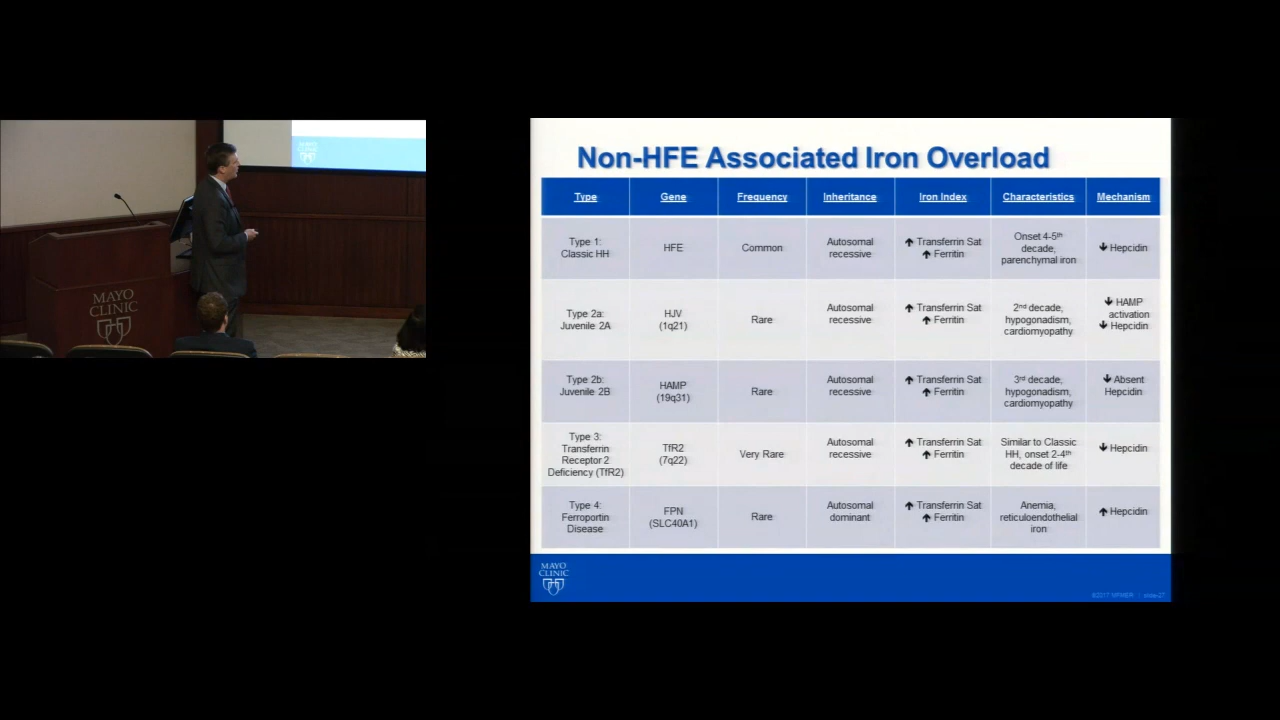 MAYO
CLINIC
MAYO
CLINIC
Non-HFE Associated Iron Overload
Type Gene Frequency Inheritance Iron Index Characteristics Mechanism
Type 1:
Classic HH
HFE
Common
Autosomal
recessive
↑ Transferrin Sat
↑ Ferritin
Onset 4-5th
decade,
parenchymal iron
↓ Hepcidin
Type 2a:
Juvenile 2A
HJV
(1q21)
Rare
Autosomal
recessive
↑ Transferrin Sat
↑ Ferritin
2nd decade,
hypogonadism,
cardiomyopathy
↓ HAMP
activation
↓ Hepcidin
Type 2b:
Juvenile 2B
HAMP
(19q31)
Rare
Autosomal
recessive
↑ Transferrin Sat
↑ Ferritin
3rd decade,
hypogonadism,
cardiomyopathy
↓ Absent
Hepcidin
Type 3:
Transferrin
Receptor 2
Deficiency (TfR2)
TfR2
(7q22)
Very Rare
Autosomal
recessive
↑ Transferrin Sat
↑ Ferritin
Similar to Classic
HH, onset 2-4th
decade of life
↓ Hepcidin
Type 4:
Ferroportin
Disease
FPN
(SLC40A1)
Rare
Autosomal
dominant
↑ Transferrin Sat
↑ Ferritin
Anemia,
reticuloendothelial
iron
↑ Hepcidin
MAYO
CLINIC
©2017 MFMER | slide-27